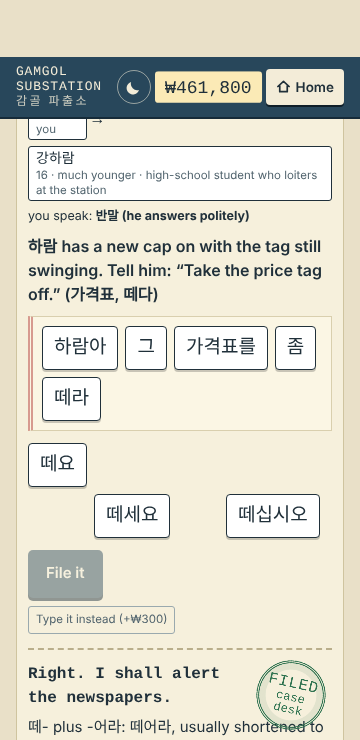 GAMGOL
SUBSTATION
감골 파출소
₩461,800
Home
you
→
강하람
16 · much younger · high-school student who loiters
at the station
you speak: 반말 (he answers politely)
하람 has a new cap on with the tag still
swinging. Tell him: “Take the price tag
off.” (가격표, 떼다)
하람아
그
가격표를
좀
떼라
떼요
떼세요
떼십시오
File it
Type it instead (+₩300)
Right. I shall alert
the newspapers.
FILED
case
desk
떼- plus -어라: 떼어라, usually shortened to